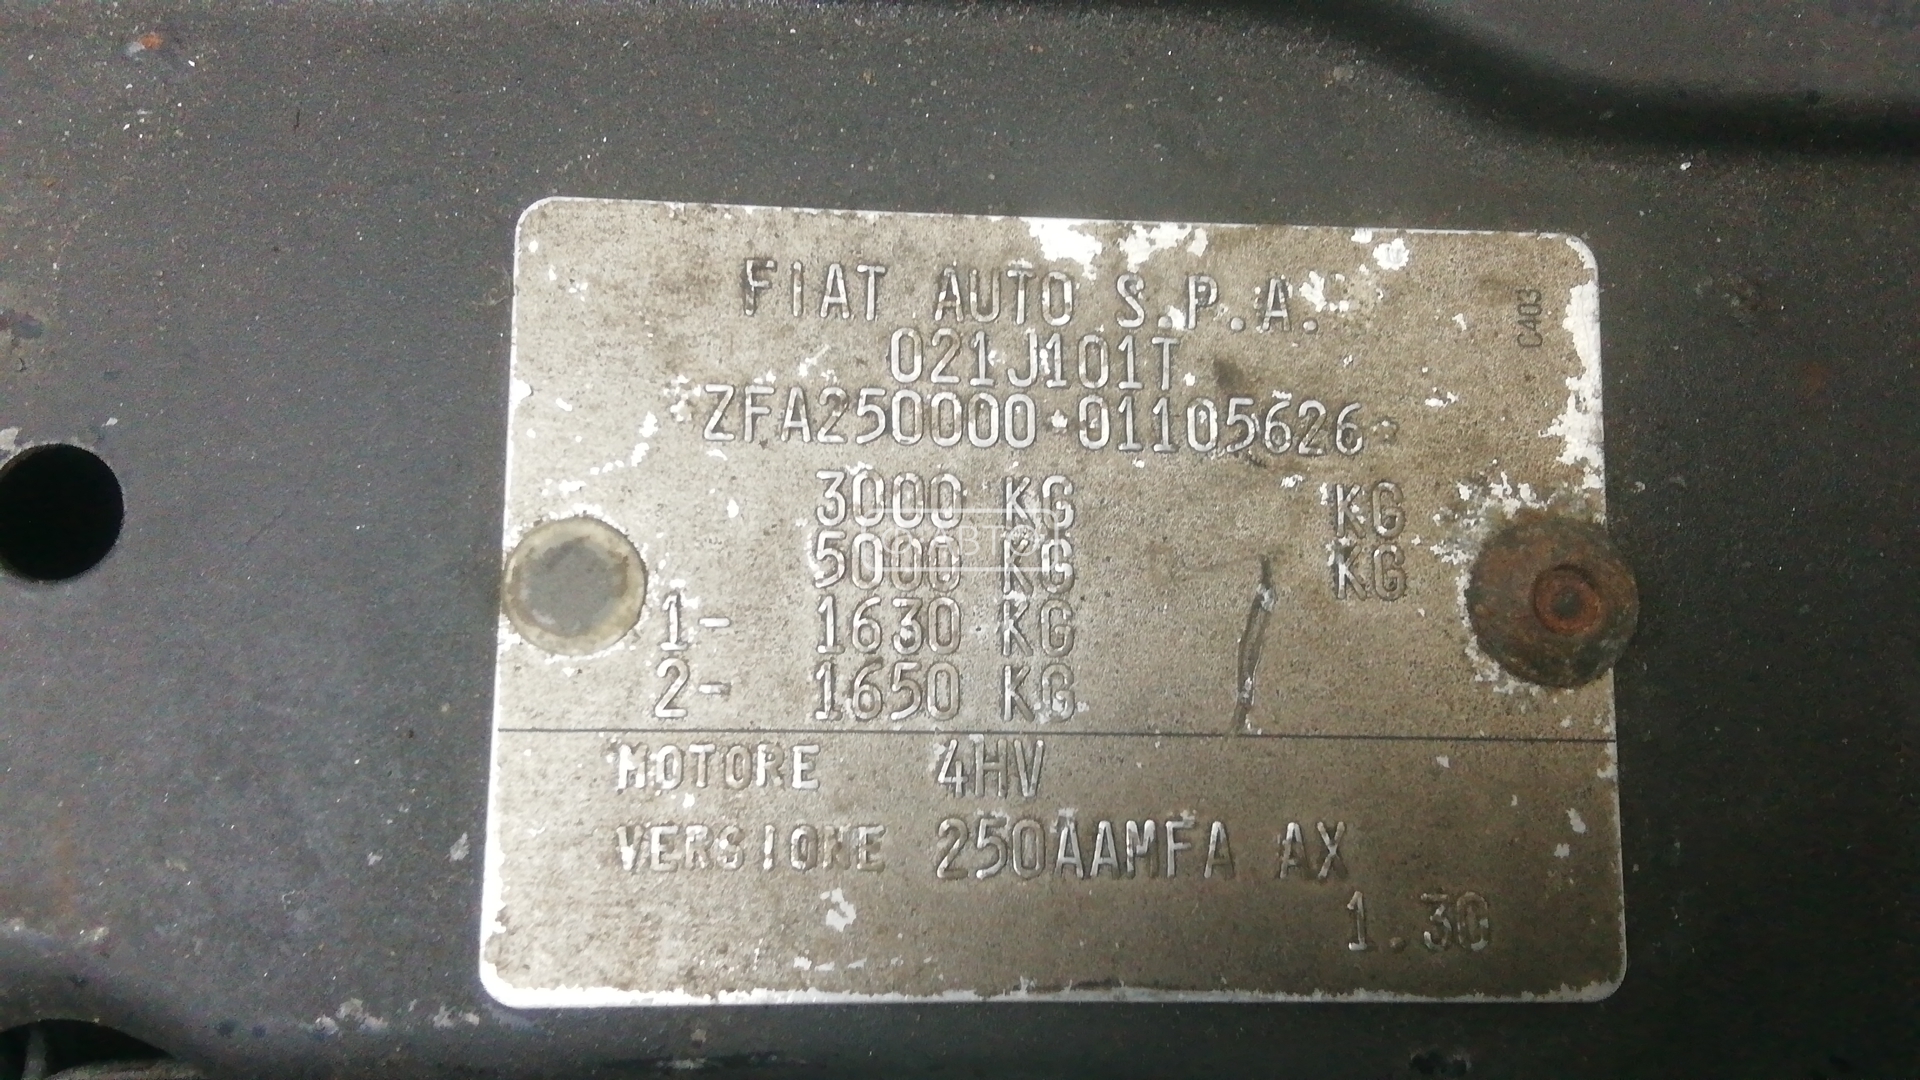 FIAT AUTO S.P.A.
C403
021J101T
*ZFA250000*01105626*
3000 KG KG
5000 KG KG
1- 1630 KG
2- 1650 KG
MOTORE 4HV
VERSIONE 250AAMFA AX
1.30